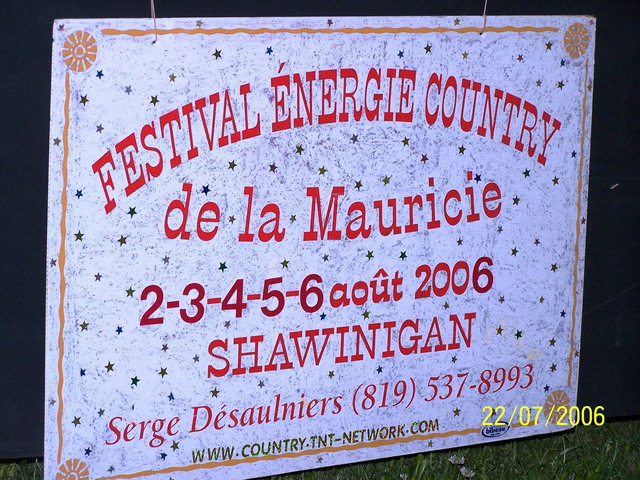 FESTIVAL ÉNERGIE COUNTRY
de la Mauricie
2-3-4-5-6 août 2006
SHAWINIGAN
Serge Désaulniers (819) 537-8993
WWW.COUNTRY-TNT-NETWORK.COM
bibeau
22/07/2006